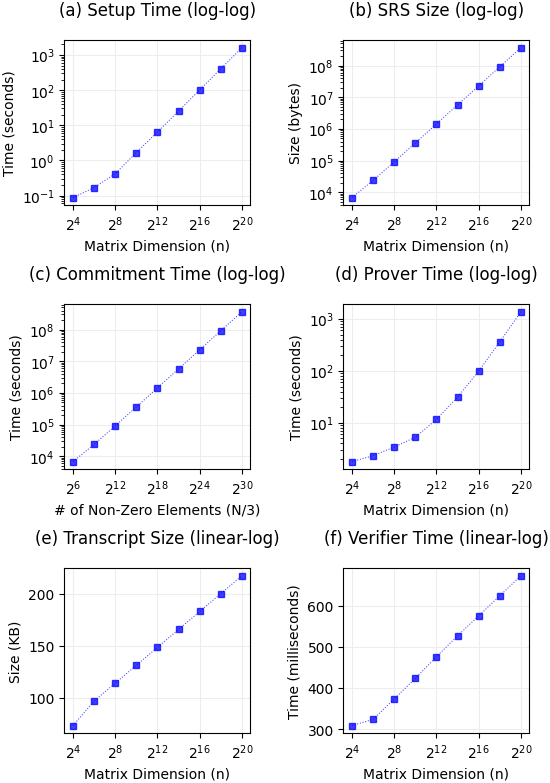 (a) Setup Time (log-log)
Time (seconds)
10³
10²
10¹
10⁰
10⁻¹
2⁴ 2⁸ 2¹² 2¹⁶ 2²⁰
Matrix Dimension (n)
(b) SRS Size (log-log)
Size (bytes)
10⁸
10⁷
10⁶
10⁵
10⁴
2⁴ 2⁸ 2¹² 2¹⁶ 2²⁰
Matrix Dimension (n)
(c) Commitment Time (log-log)
Time (seconds)
10⁸
10⁷
10⁶
10⁵
10⁴
2⁶ 2¹² 2¹⁸ 2²⁴ 2³⁰
# of Non-Zero Elements (N/3)
(d) Prover Time (log-log)
Time (seconds)
10³
10²
10¹
2⁴ 2⁸ 2¹² 2¹⁶ 2²⁰
Matrix Dimension (n)
(e) Transcript Size (linear-log)
Size (KB)
200
150
100
2⁴ 2⁸ 2¹² 2¹⁶ 2²⁰
Matrix Dimension (n)
(f) Verifier Time (linear-log)
Time (milliseconds)
600
500
400
300
2⁴ 2⁸ 2¹² 2¹⁶ 2²⁰
Matrix Dimension (n)